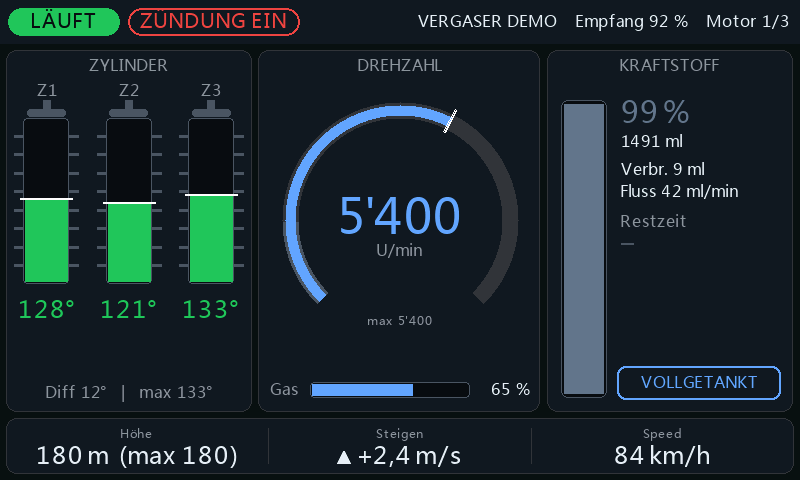 LÄUFT ZÜNDUNG EIN VERGASER DEMO Empfang 92 % Motor 1/3
ZYLINDER
Z1 Z2 Z3
128° 121° 133°
Diff 12° | max 133°
DREHZAHL
5'400
U/min
max 5'400
Gas 65 %
KRAFTSTOFF
99 %
1491 ml
Verbr. 9 ml
Fluss 42 ml/min
Restzeit
—
VOLLGETANKT
Höhe Steigen Speed
180 m (max 180) ▲ +2,4 m/s 84 km/h